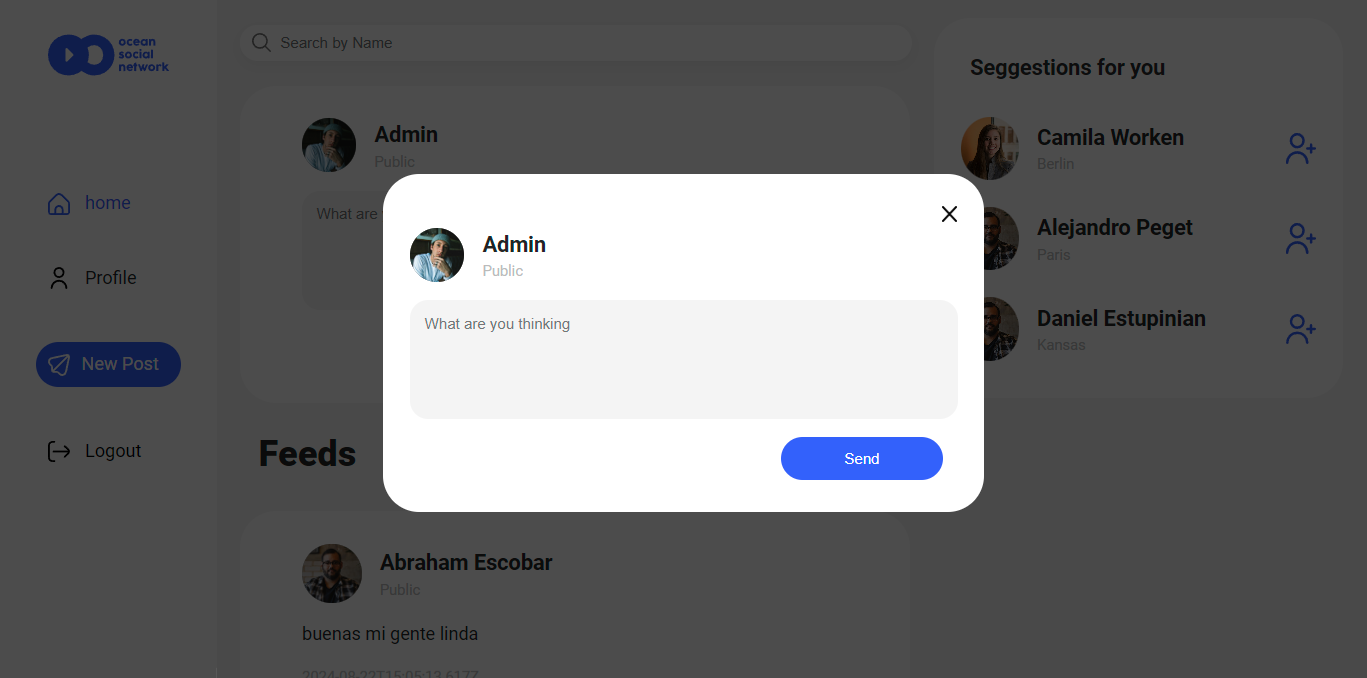 ocean
social
network
home
Profile
New Post
Logout
Search by Name
Admin
Public
What are
Admin
Public
What are you thinking
Send
Feeds
Abraham Escobar
Public
buenas mi gente linda
2024-08-22T15:05:13.617Z
Seggestions for you
Camila Worken
Berlin
Alejandro Peget
Paris
Daniel Estupinian
Kansas